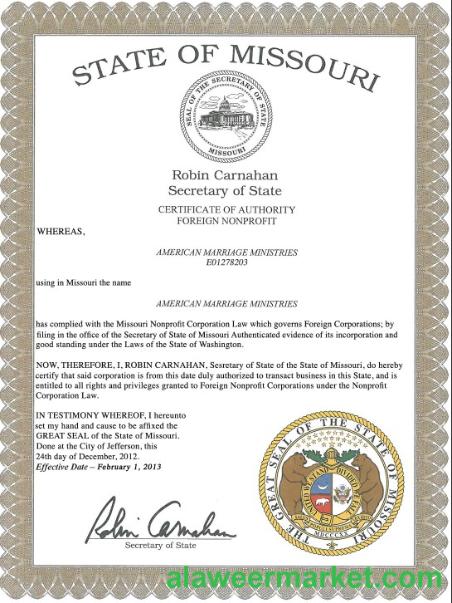 STATE OF MISSOURI
SEAL OF THE SECRETARY OF STATE
MISSOURI
Robin Carnahan
Secretary of State
CERTIFICATE OF AUTHORITY
FOREIGN NONPROFIT
WHEREAS,
AMERICAN MARRIAGE MINISTRIES
E01278203
using in Missouri the name
AMERICAN MARRIAGE MINISTRIES
has complied with the Missouri Nonprofit Corporation Law which governs Foreign Corporations; by
filing in the office of the Secretary of State of Missouri Authenticated evidence of its incorporation and
good standing under the Laws of the State of Washington.
NOW, THEREFORE, I, ROBIN CARNAHAN, Sesretary of State of the State of Missouri, do hereby
certify that said corporation is from this date duly authorized to transact business in this State, and is
entitled to all rights and privileges granted to Foreign Nonprofit Corporations under the Nonprofit
Corporation Law.
IN TESTIMONY WHEREOF, I hereunto
set my hand and cause to be affixed the
GREAT SEAL of the State of Missouri.
Done at the City of Jefferson, this
24th day of December, 2012.
Effective Date – February 1, 2013
THE GREAT SEAL OF THE STATE OF MISSOURI
UNITED WE STAND DIVIDED WE FALL
MDCCCXX
Robin Carnahan
Secretary of State
alaweermarket.com